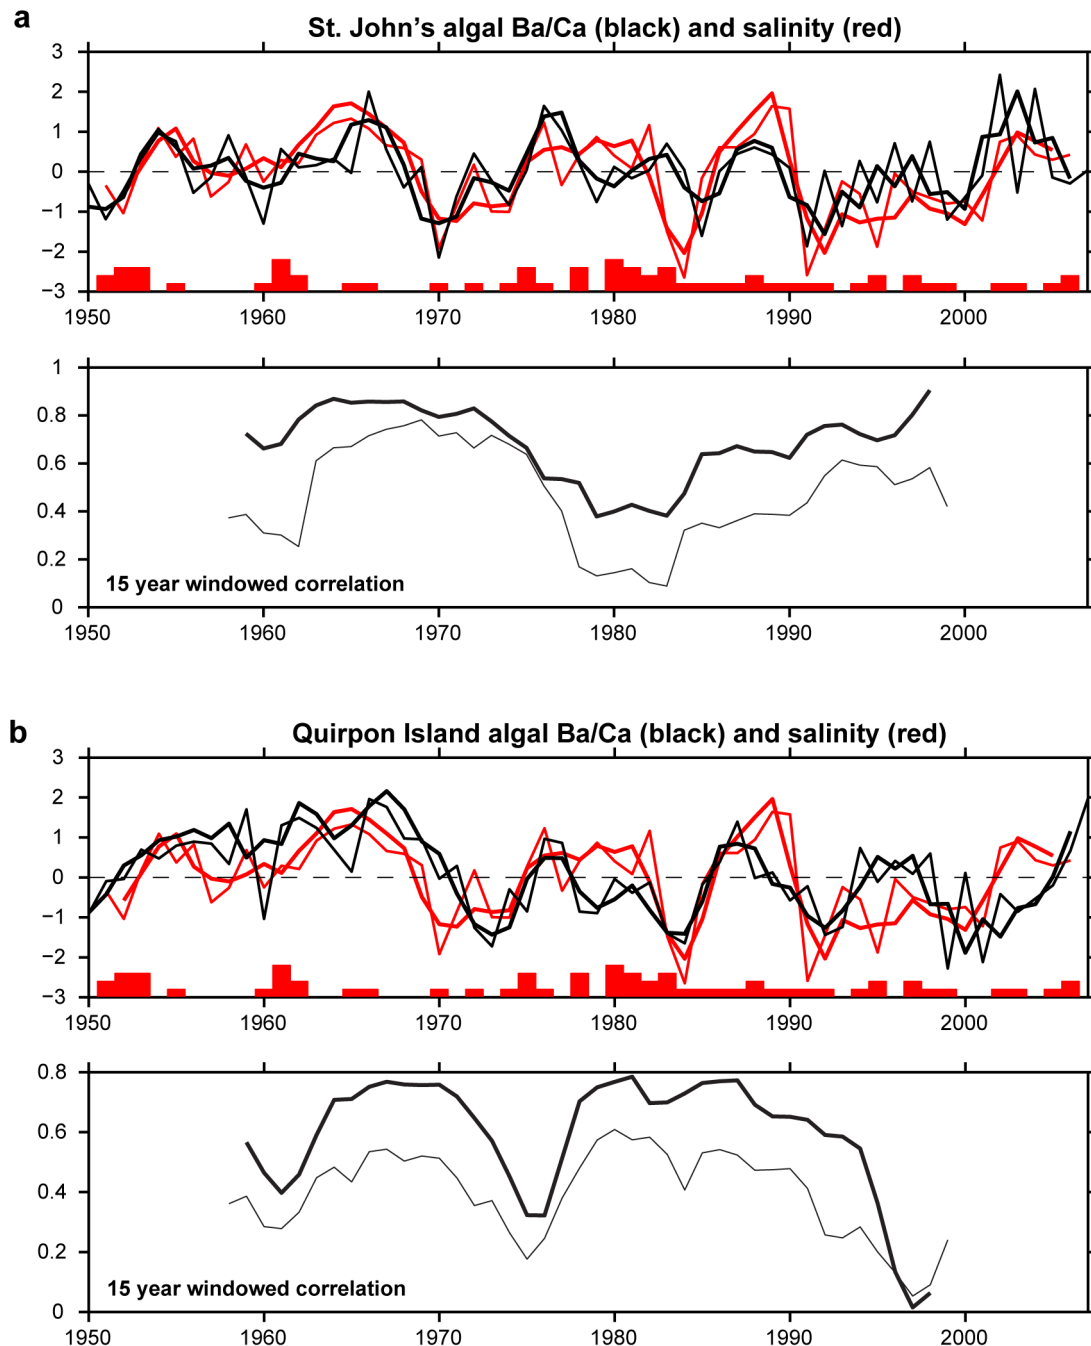 a
St. John’s algal Ba/Ca (black) and salinity (red)
3
2
1
0
−1
−2
−3
1950 1960 1970 1980 1990 2000
1
0.8
0.6
0.4
0.2
0
15 year windowed correlation
1950 1960 1970 1980 1990 2000
b
Quirpon Island algal Ba/Ca (black) and salinity (red)
3
2
1
0
−1
−2
−3
1950 1960 1970 1980 1990 2000
0.8
0.6
0.4
0.2
15 year windowed correlation
0
1950 1960 1970 1980 1990 2000